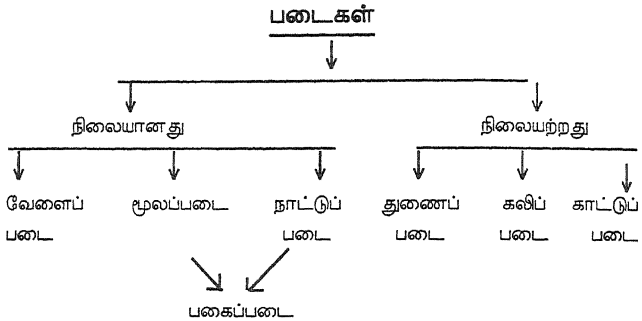 படைகள்
நிலையானது நிலையற்றது
வேளைப் மூலப்படை நாட்டுப் துணைப் கலிப் காட்டுப்
படை படை படை படை படை
பகைப்படை